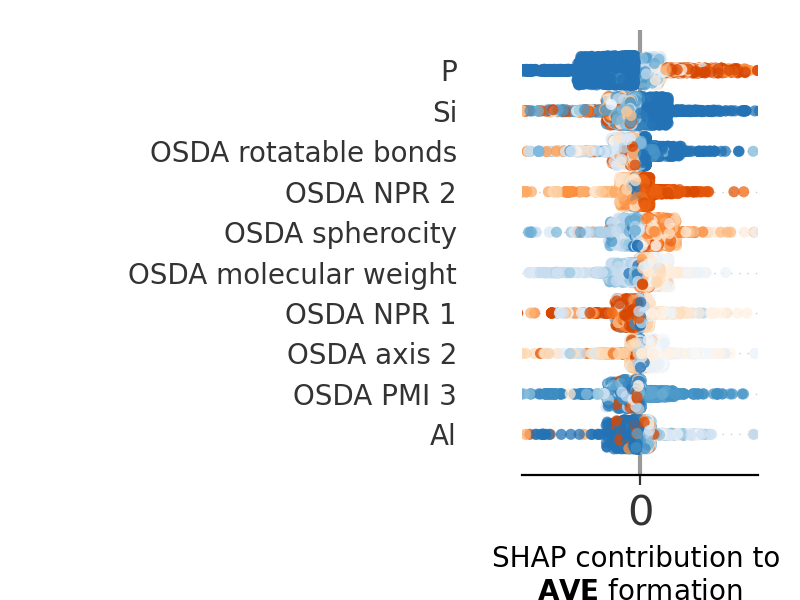 P
Si
OSDA rotatable bonds
OSDA NPR 2
OSDA spherocity
OSDA molecular weight
OSDA NPR 1
OSDA axis 2
OSDA PMI 3
Al
0
SHAP contribution to
AVE formation